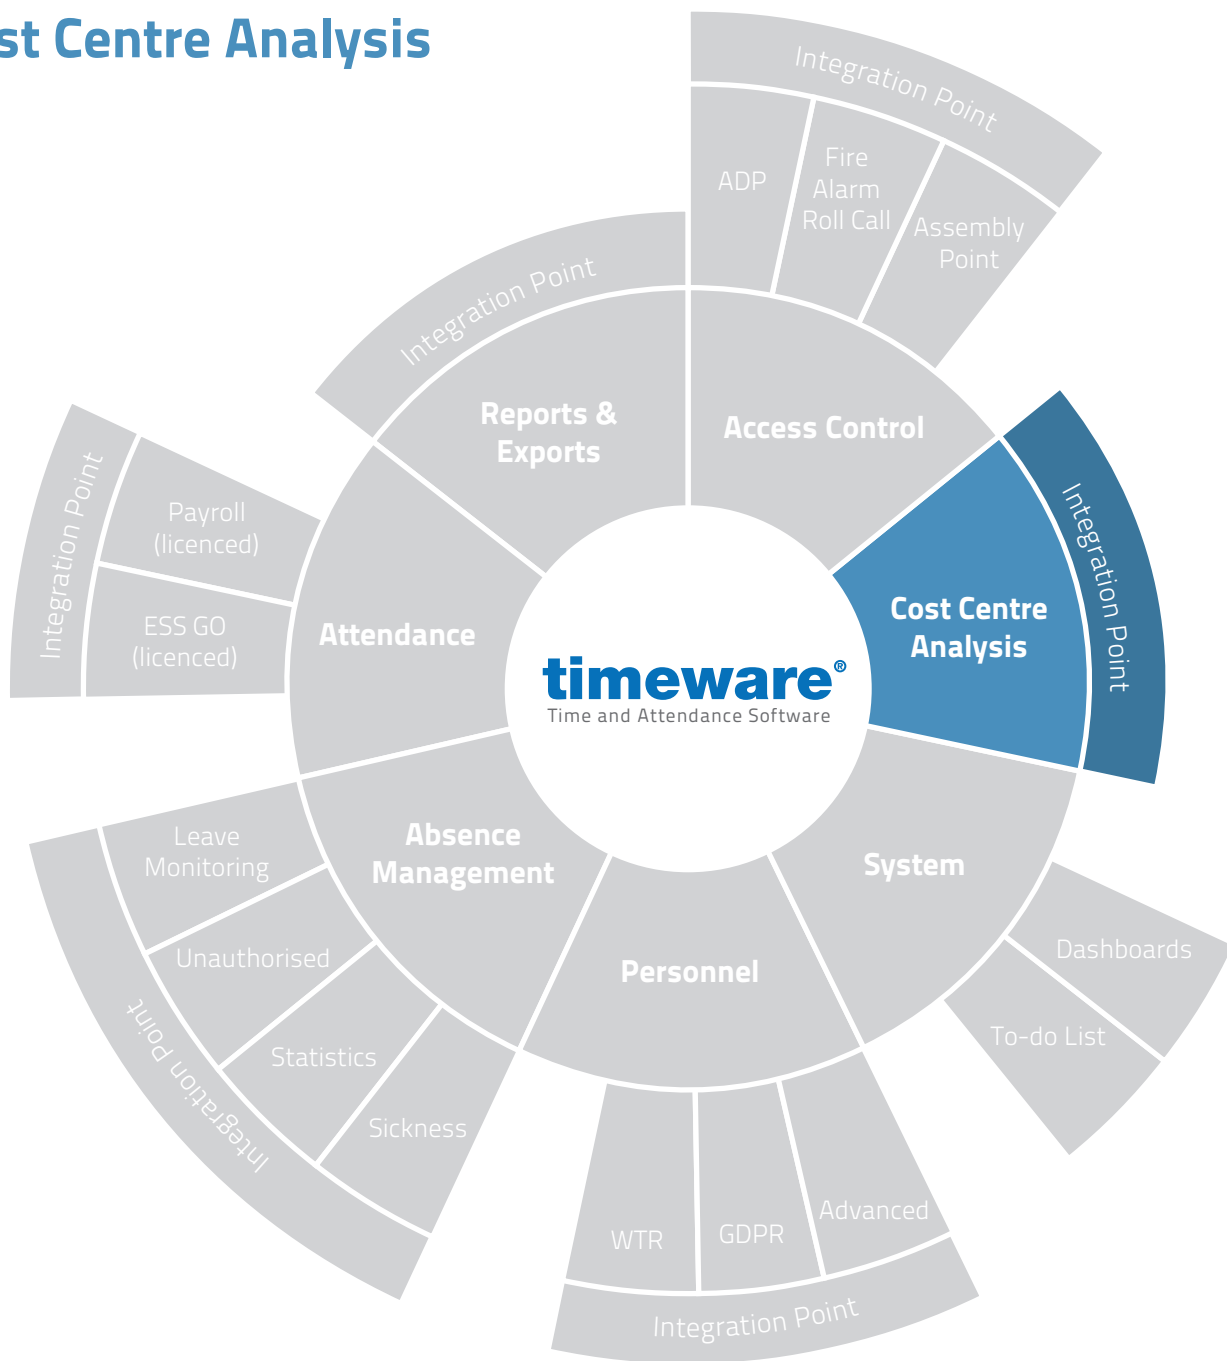 st Centre Analysis
Integration Point
ADP
Fire
Alarm
Roll Call
Assembly
Point
Integration Point
Reports &
Exports
Access Control
Integration Point
Cost Centre
Analysis
Integration Point
Payroll
(licenced)
ESS GO
(licenced)
Attendance
timeware®
Time and Attendance Software
Absence
Management
Leave
Monitoring
Unauthorised
Statistics
Sickness
Integration Point
System
Dashboards
To-do List
Personnel
WTR
GDPR
Advanced
Integration Point